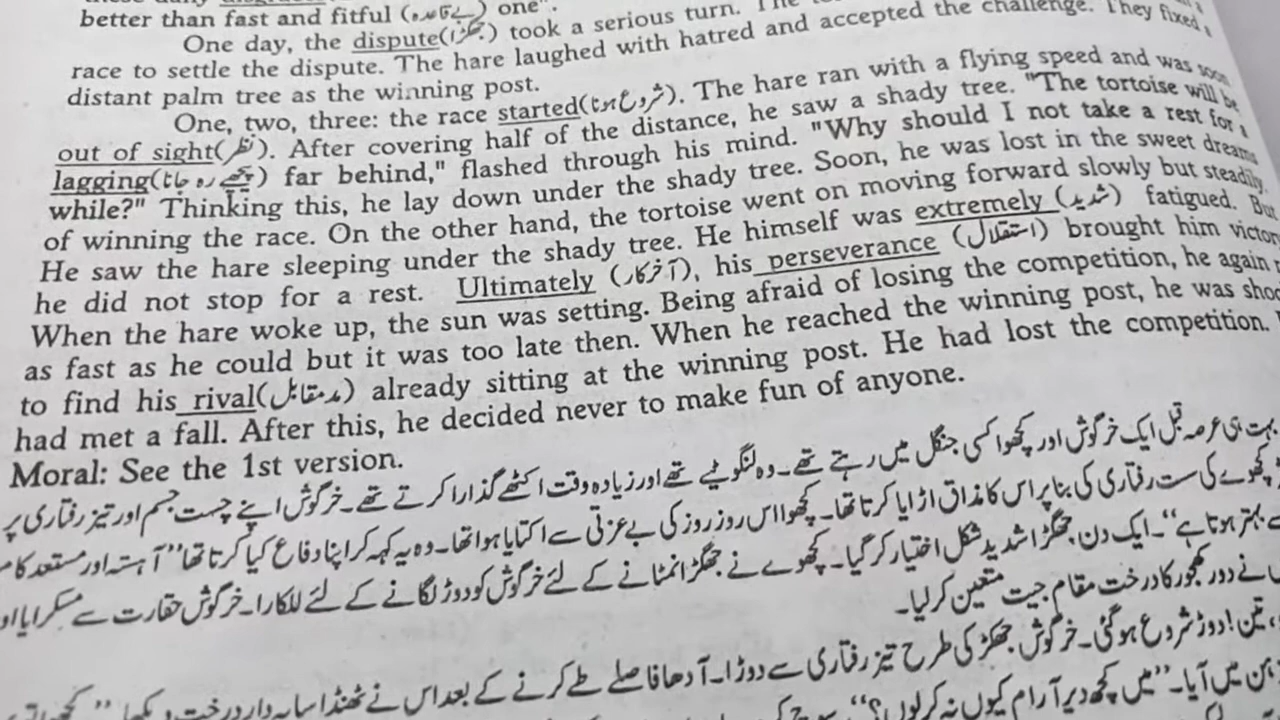 better than fast and fitful (بے قاعدہ) one".
One day, the dispute(جھگڑا) took a serious turn. The
race to settle the dispute. The hare laughed with hatred and accepted the challenge. They fixed
distant palm tree as the winning post.
One, two, three: the race started(شروع ہونا). The hare ran with a flying speed and was soon
out of sight(نظر). After covering half of the distance, he saw a shady tree. "The tortoise will be
lagging(پیچھے رہ جانا) far behind," flashed through his mind. "Why should I not take a rest for a
while?" Thinking this, he lay down under the shady tree. Soon, he was lost in the sweet dreams
of winning the race. On the other hand, the tortoise went on moving forward slowly but steadily.
He saw the hare sleeping under the shady tree. He himself was extremely (شدید) fatigued. But
he did not stop for a rest. Ultimately (آخرکار), his perseverance (استقلال) brought him
When the hare woke up, the sun was setting. Being afraid of losing the competition, he again
as fast as he could but it was too late then. When he reached the winning post, he was
to find his rival(مدمقابل) already sitting at the winning post. He had lost the competition.
had met a fall. After this, he decided never to make fun of anyone.
Moral: See the 1st version.
بہت ہی عرصہ قبل ایک خرگوش اور کچھوا کسی جنگل میں رہتے تھے۔ وہ لنگوٹیے تھے اور زیادہ وقت اکٹھے گذارا کرتے تھے۔ خرگوش اپنے چست جسم اور تیز رفتاری پر
کچھوے کی ست رفتاری کی بنا پر اس کا مذاق اڑایا کرتا تھا۔ کچھوا اس روز روز کی بے عزتی سے اکتایا ہوا تھا۔ وہ یہ کہہ کر اپنا دفاع کیا کرتا تھا "آہستہ اور مستعد کام
بہتر ہوتا ہے"۔ ایک دن جھگڑا شدید شکل اختیار کر گیا۔ کچھوے نے جھگڑا نمٹانے کے لئے خرگوش کو دوڑ لگانے کے لئے للکارا۔ خرگوش حقارت سے مسکرایا اور
نے دور کھجور کا درخت مقام جیت متعین کر لیا۔
تین! دوڑ شروع ہو گئی۔ خرگوش جھکڑ کی طرح تیز رفتاری سے دوڑا۔ آدھا فاصلے طے کرنے کے بعد اس نے ٹھنڈا سایہ دار درخت دیکھا۔
میں آیا۔ "میں کچھ دیر آرام کیوں نہ کر لوں؟"